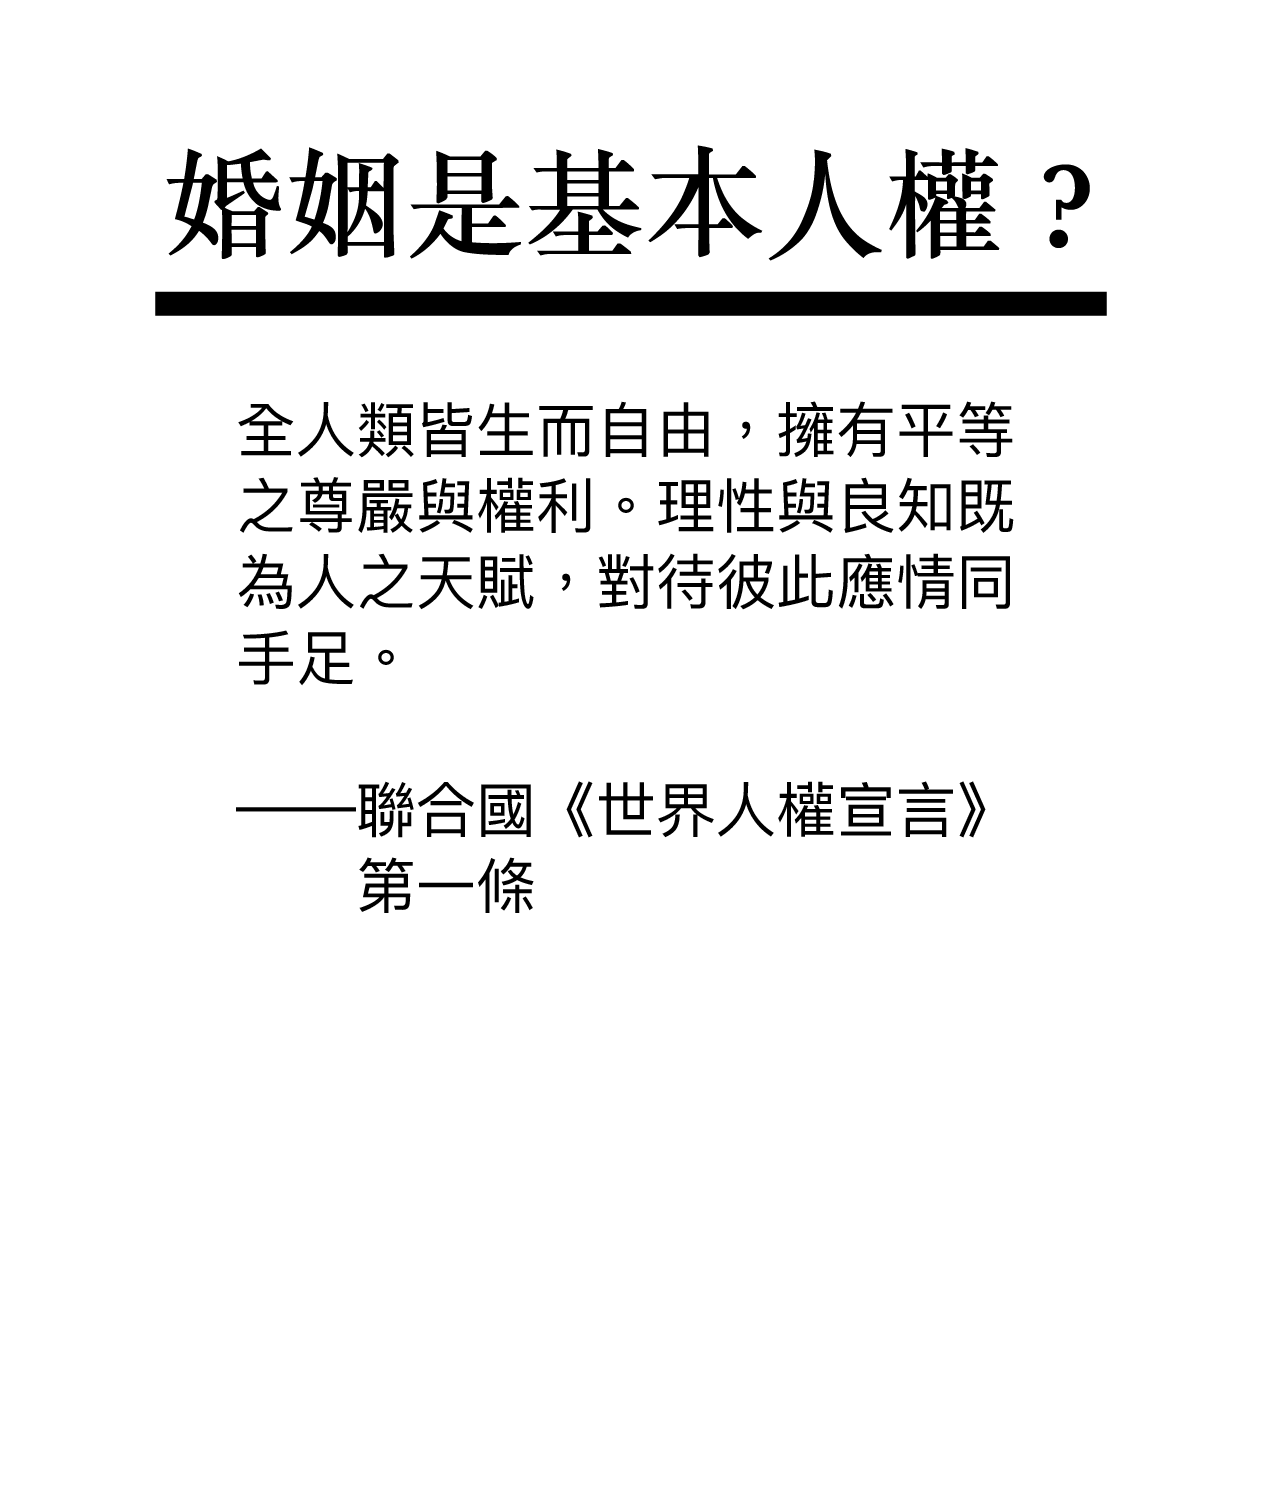 婚姻是基本人權？
全人類皆生而自由，擁有平等
之尊嚴與權利。理性與良知既
為人之天賦，對待彼此應情同
手足。
——聯合國《世界人權宣言》
第一條